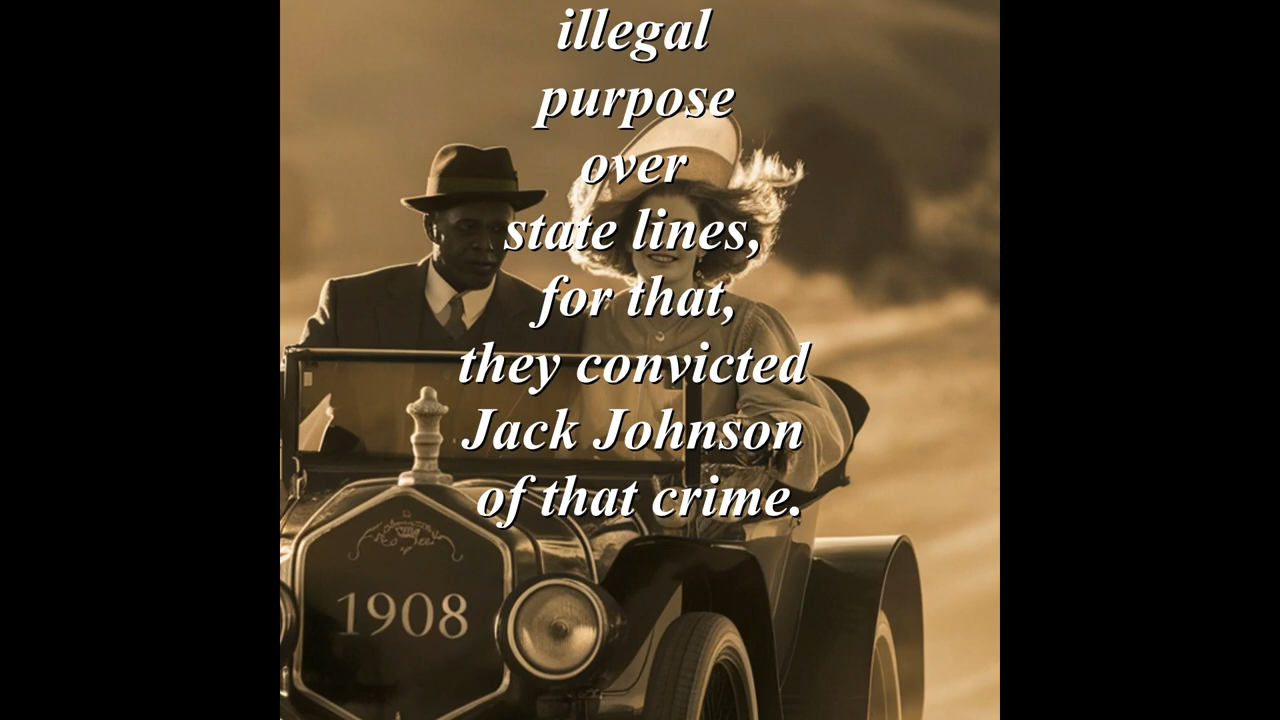 illegal
purpose
over
state lines,
for that,
they convicted
Jack Johnson
of that crime.
1908